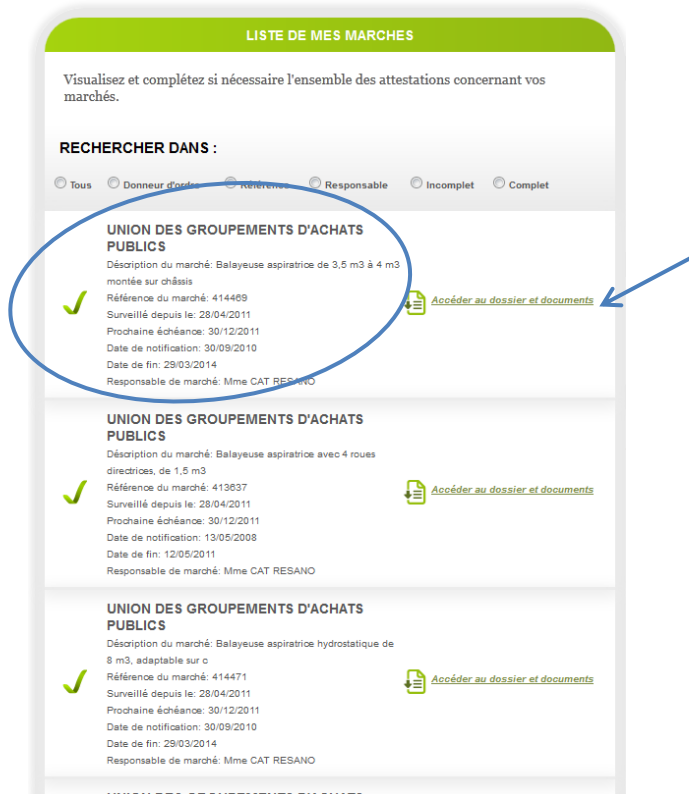 LISTE DE MES MARCHES
Visualisez et complétez si nécessaire l'ensemble des attestations concernant vos
marchés.
RECHERCHER DANS :
Tous Donneur d'ordre Référence Responsable Incomplet Complet
UNION DES GROUPEMENTS D'ACHATS
PUBLICS
Déscription du marché: Balayeuse aspiratrice de 3,5 m3 à 4 m3
montée sur châssis
Référence du marché: 414469
Surveillé depuis le: 28/04/2011
Prochaine échéance: 30/12/2011
Date de notification: 30/09/2010
Date de fin: 29/03/2014
Responsable de marché: Mme CAT RESANO
Accéder au dossier et documents
UNION DES GROUPEMENTS D'ACHATS
PUBLICS
Déscription du marché: Balayeuse aspiratrice avec 4 roues
directrices, de 1,5 m3
Référence du marché: 413637
Surveillé depuis le: 28/04/2011
Prochaine échéance: 30/12/2011
Date de notification: 13/05/2008
Date de fin: 12/05/2011
Responsable de marché: Mme CAT RESANO
Accéder au dossier et documents
UNION DES GROUPEMENTS D'ACHATS
PUBLICS
Déscription du marché: Balayeuse aspiratrice hydrostatique de
8 m3, adaptable sur c
Référence du marché: 414471
Surveillé depuis le: 28/04/2011
Prochaine échéance: 30/12/2011
Date de notification: 30/09/2010
Date de fin: 29/03/2014
Responsable de marché: Mme CAT RESANO
Accéder au dossier et documents
UNION DES GROUPEMENTS D'ACHATS